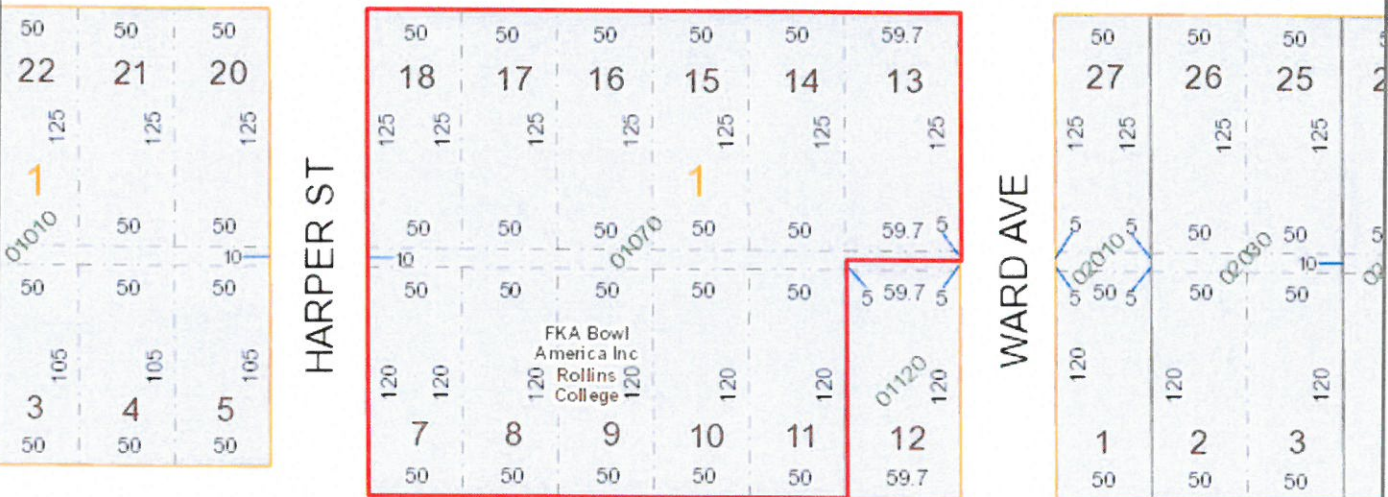 50 50 50 50 50 50 50 50 59.7 50 50 50
22 21 20 18 17 16 15 14 13 27 26 25 2
125 125 125 125 125 125 125 125 125 125 125 125 125 125
1 1
HARPER ST
WARD AVE
01010 50 50 50 50 50 01070 50 50 59.7 5 5 02010 5 50 02030 50 5
10 10 10
50 50 50 50 50 50 50 50 5 59.7 5 5 50 5 50 50
FKA Bowl
America Inc
Rollins
College
105 105 105 120 120 120 120 120 120 01120 120 120 120 120
3 4 5 7 8 9 10 11 12 1 2 3
50 50 50 50 50 50 50 50 59.7 50 50 50